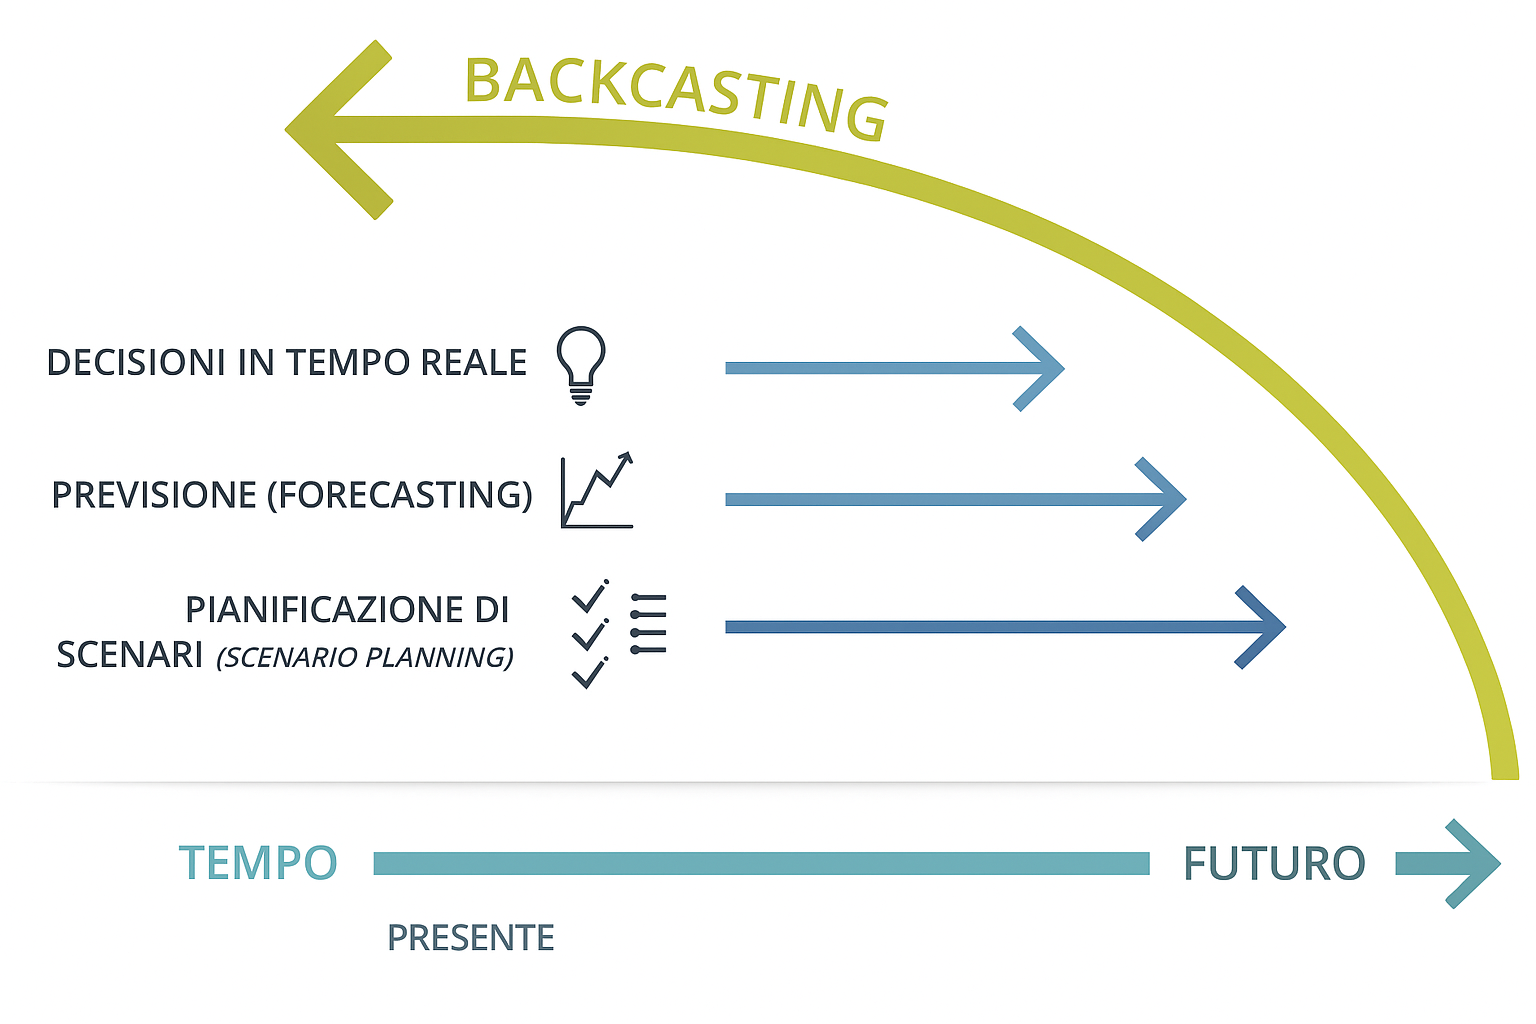 BACKCASTING
DECISIONI IN TEMPO REALE
PREVISIONE (FORECASTING)
PIANIFICAZIONE DI
SCENARI (SCENARIO PLANNING)
TEMPO
FUTURO
PRESENTE